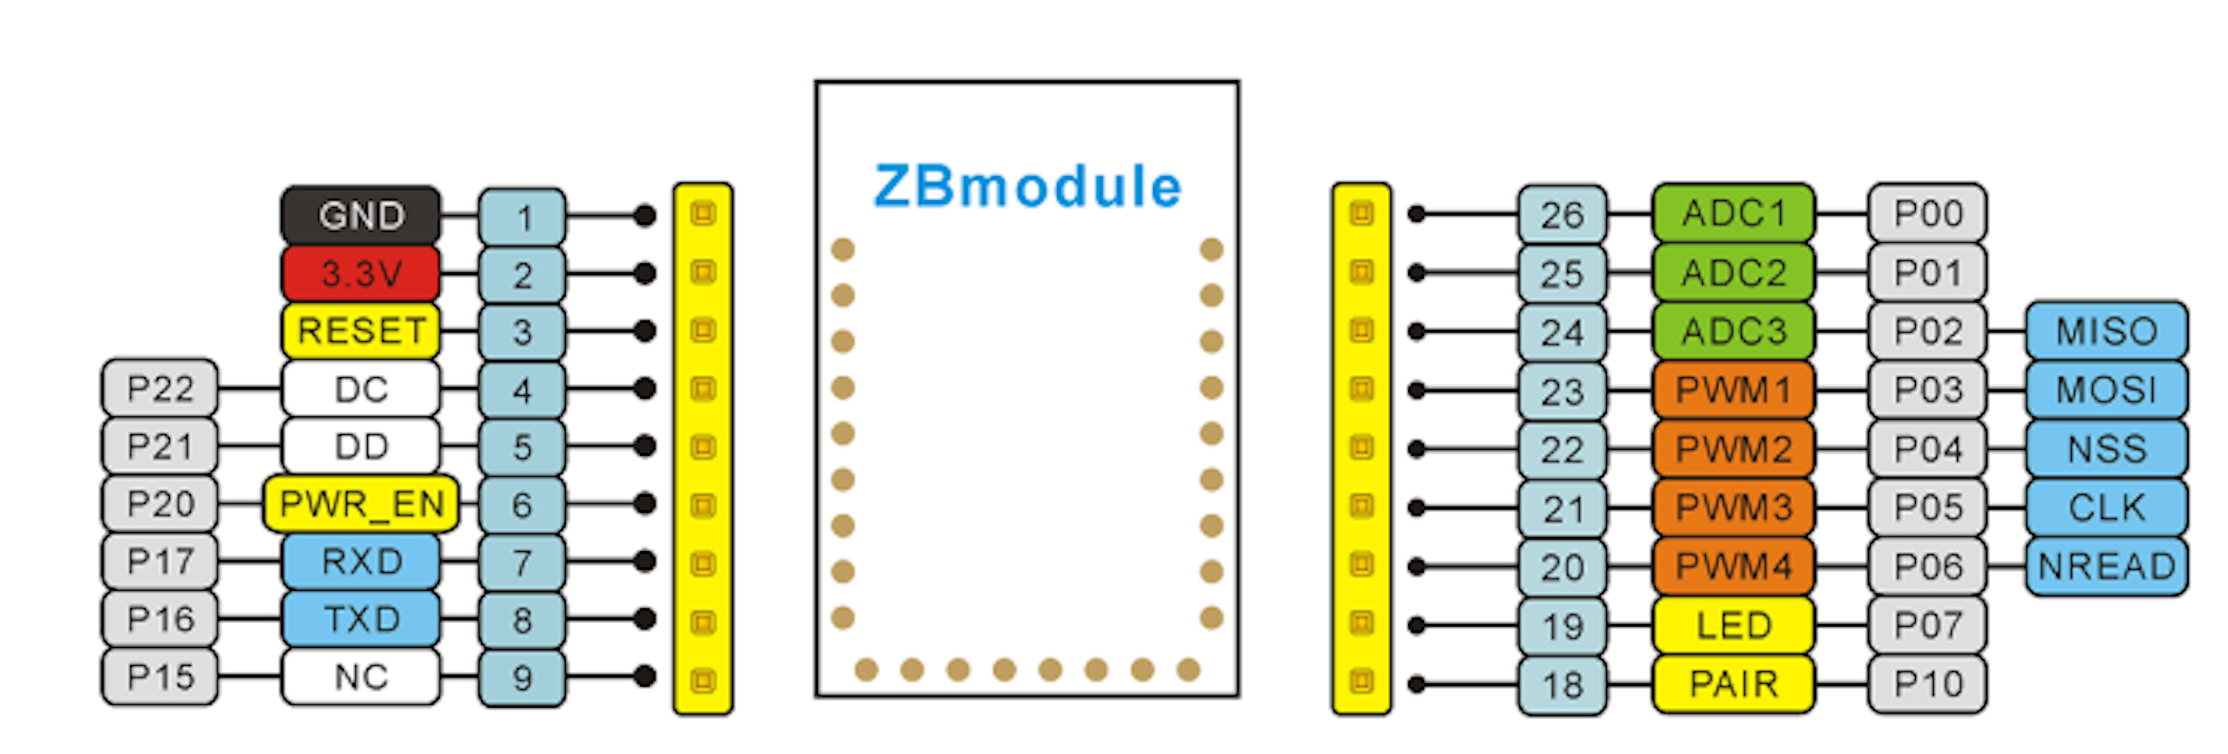 ZBmodule
GND 1
3.3V 2
RESET 3
P22 DC 4
P21 DD 5
P20 PWR_EN 6
P17 RXD 7
P16 TXD 8
P15 NC 9
26 ADC1 P00
25 ADC2 P01
24 ADC3 P02 MISO
23 PWM1 P03 MOSI
22 PWM2 P04 NSS
21 PWM3 P05 CLK
20 PWM4 P06 NREAD
19 LED P07
18 PAIR P10